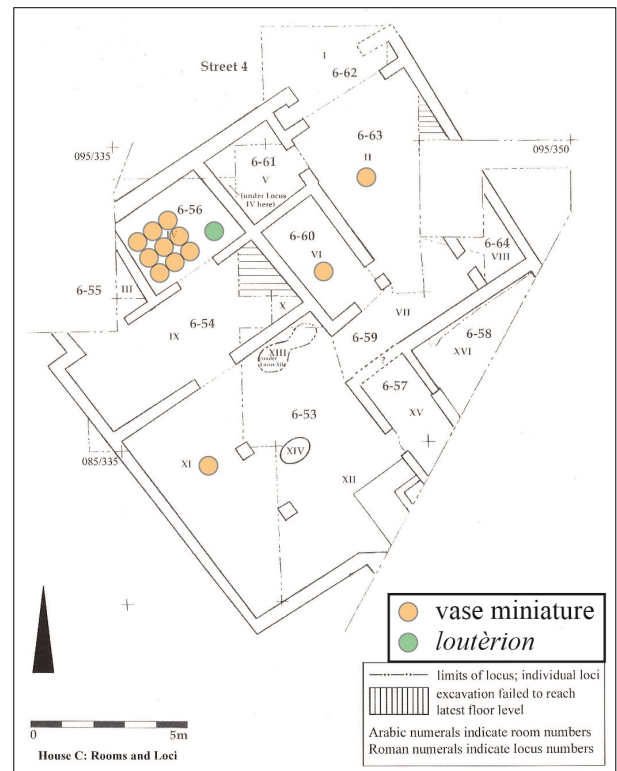 Street 4
I
6-62
095/335
6-63
II
095/350
6-61
V
(under Locus
IV here)
6-56
IV
6-60
VI
6-64
VIII
6-55
III
X
VII
6-54
IX
6-59
6-58
XVI
XIII
(under
Locus XII)
6-57
XV
6-53
?
085/335
XI
XIV
XII
vase miniature
loutèrion
limits of locus; individual loci
excavation failed to reach
latest floor level
Arabic numerals indicate room numbers
Roman numerals indicate locus numbers
0 5m
House C: Rooms and Loci